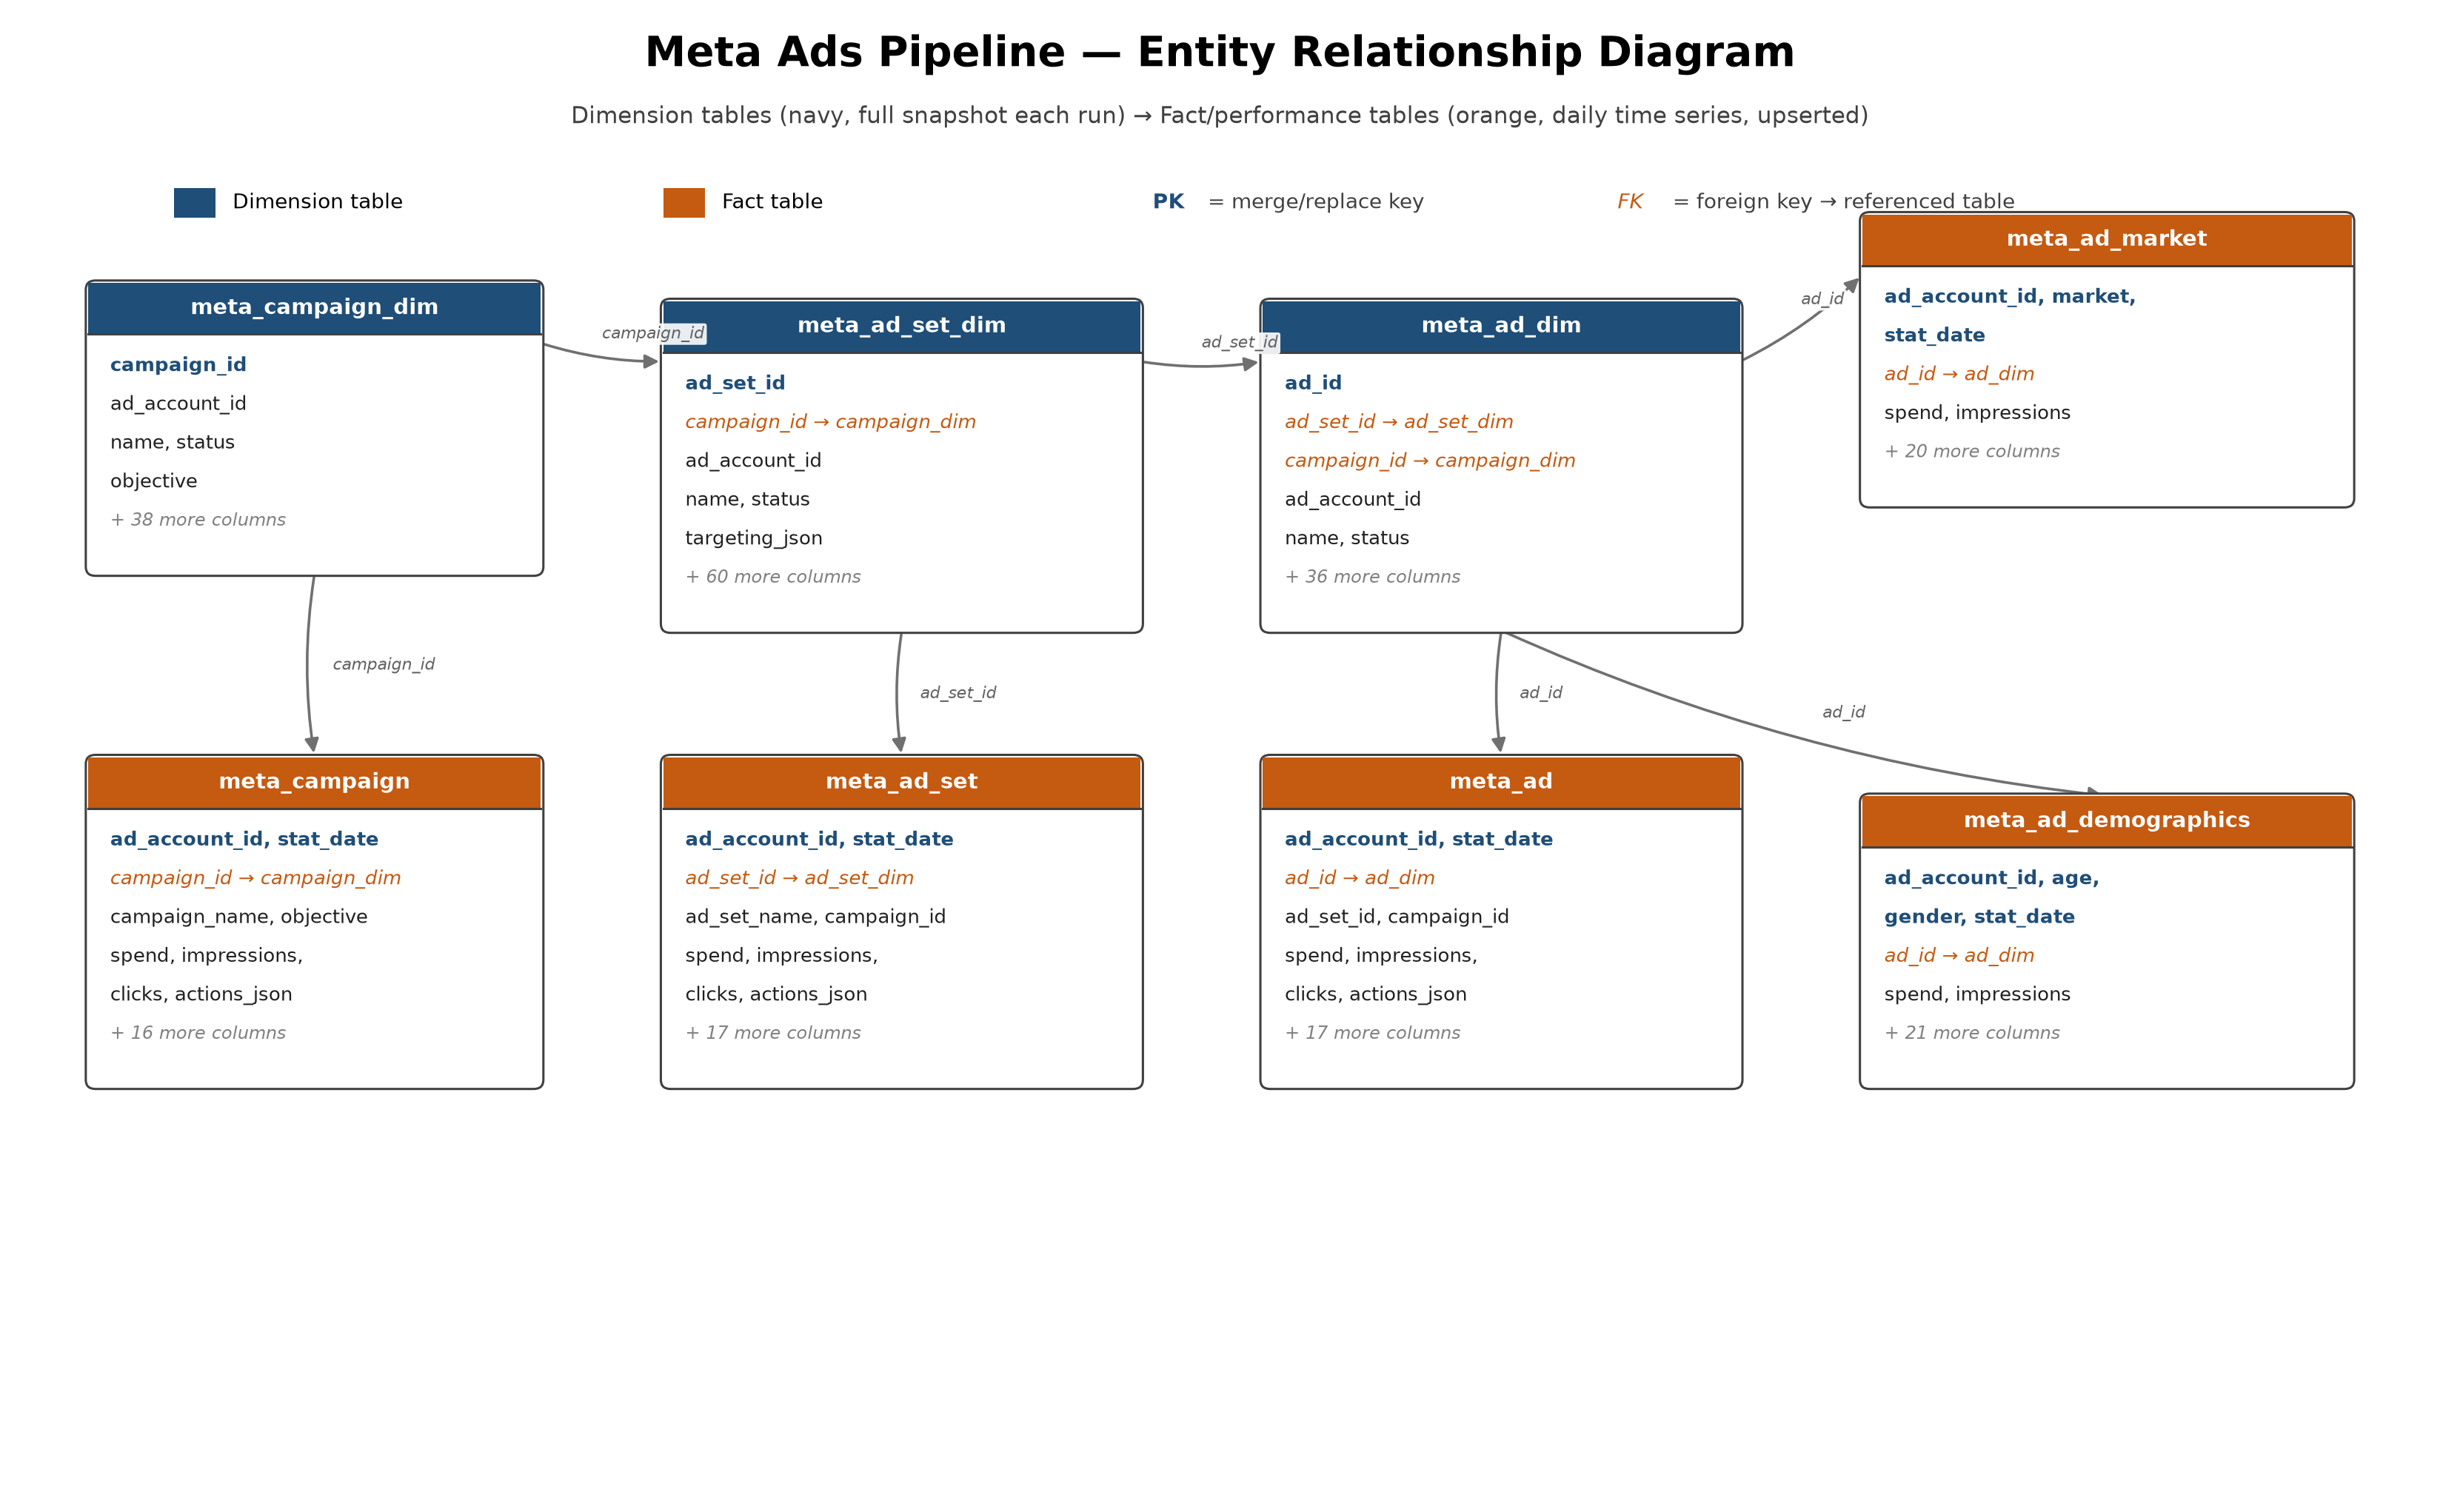 Meta Ads Pipeline — Entity Relationship Diagram
Dimension tables (navy, full snapshot each run) → Fact/performance tables (orange, daily time series, upserted)
Dimension table
Fact table
PK = merge/replace key
FK = foreign key → referenced table
meta_campaign_dim
campaign_id
ad_account_id
name, status
objective
+ 38 more columns
campaign_id
meta_ad_set_dim
ad_set_id
campaign_id → campaign_dim
ad_account_id
name, status
targeting_json
+ 60 more columns
ad_set_id
meta_ad_dim
ad_id
ad_set_id → ad_set_dim
campaign_id → campaign_dim
ad_account_id
name, status
+ 36 more columns
ad_id
meta_ad_market
ad_account_id, market,
stat_date
ad_id → ad_dim
spend, impressions
+ 20 more columns
campaign_id
ad_set_id
ad_id
ad_id
meta_campaign
ad_account_id, stat_date
campaign_id → campaign_dim
campaign_name, objective
spend, impressions,
clicks, actions_json
+ 16 more columns
meta_ad_set
ad_account_id, stat_date
ad_set_id → ad_set_dim
ad_set_name, campaign_id
spend, impressions,
clicks, actions_json
+ 17 more columns
meta_ad
ad_account_id, stat_date
ad_id → ad_dim
ad_set_id, campaign_id
spend, impressions,
clicks, actions_json
+ 17 more columns
meta_ad_demographics
ad_account_id, age,
gender, stat_date
ad_id → ad_dim
spend, impressions
+ 21 more columns